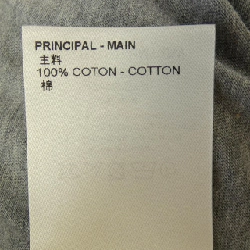 PRINCIPAL - MAIN
主料
100% COTON - COTTON
棉